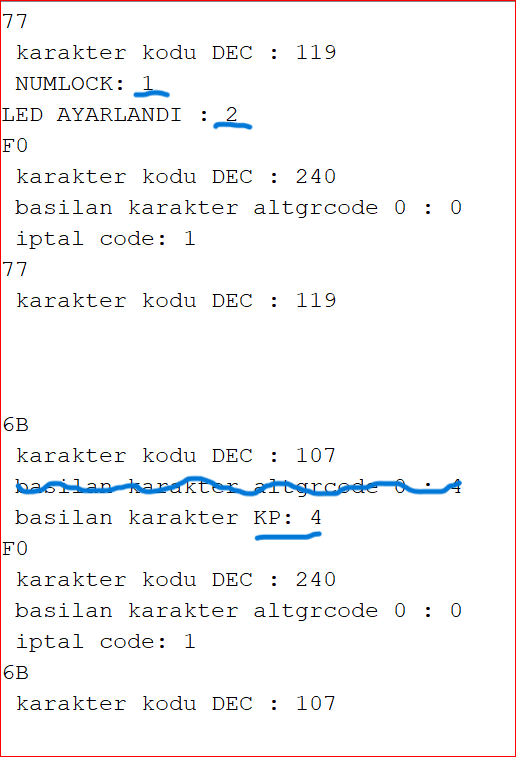 77
karakter kodu DEC : 119
NUMLOCK: 1
LED AYARLANDI : 2
F0
karakter kodu DEC : 240
basilan karakter altgrcode 0 : 0
iptal code: 1
77
karakter kodu DEC : 119
6B
karakter kodu DEC : 107
basilan karakter altgrcode 0 : 4
basilan karakter KP: 4
F0
karakter kodu DEC : 240
basilan karakter altgrcode 0 : 0
iptal code: 1
6B
karakter kodu DEC : 107